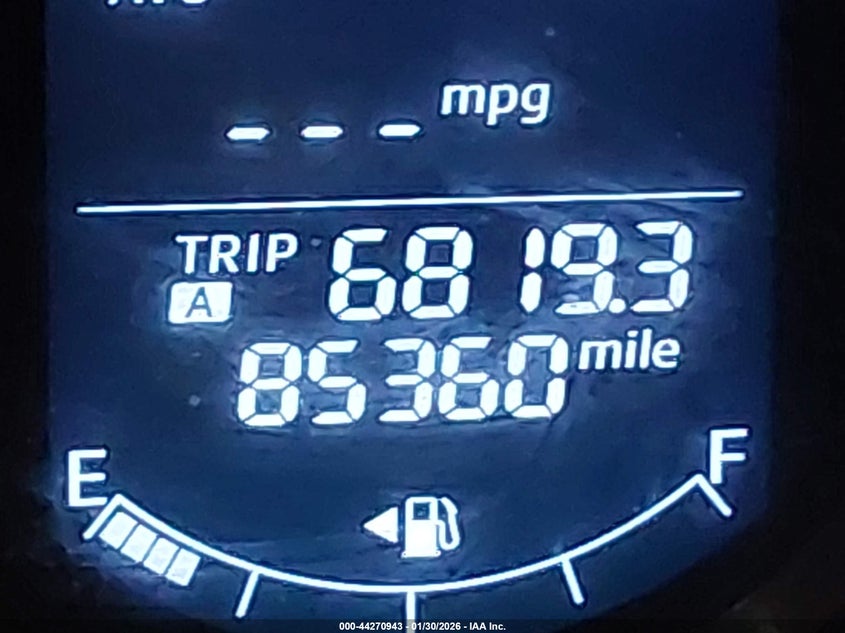 --- mpg
TRIP 6819.3
A
85360 mile
E F
000-44270943 - 01/30/2026 - IAA Inc.